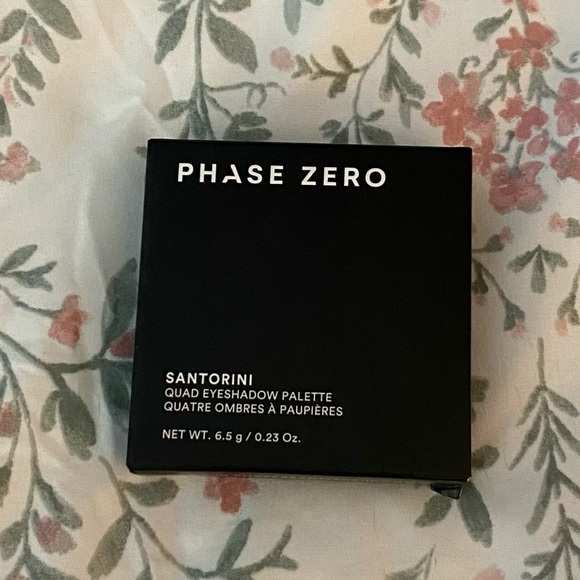 PHASE ZERO
SANTORINI
QUAD EYESHADOW PALETTE
QUATRE OMBRES À PAUPIÈRES
NET WT. 6.5 g / 0.23 Oz.